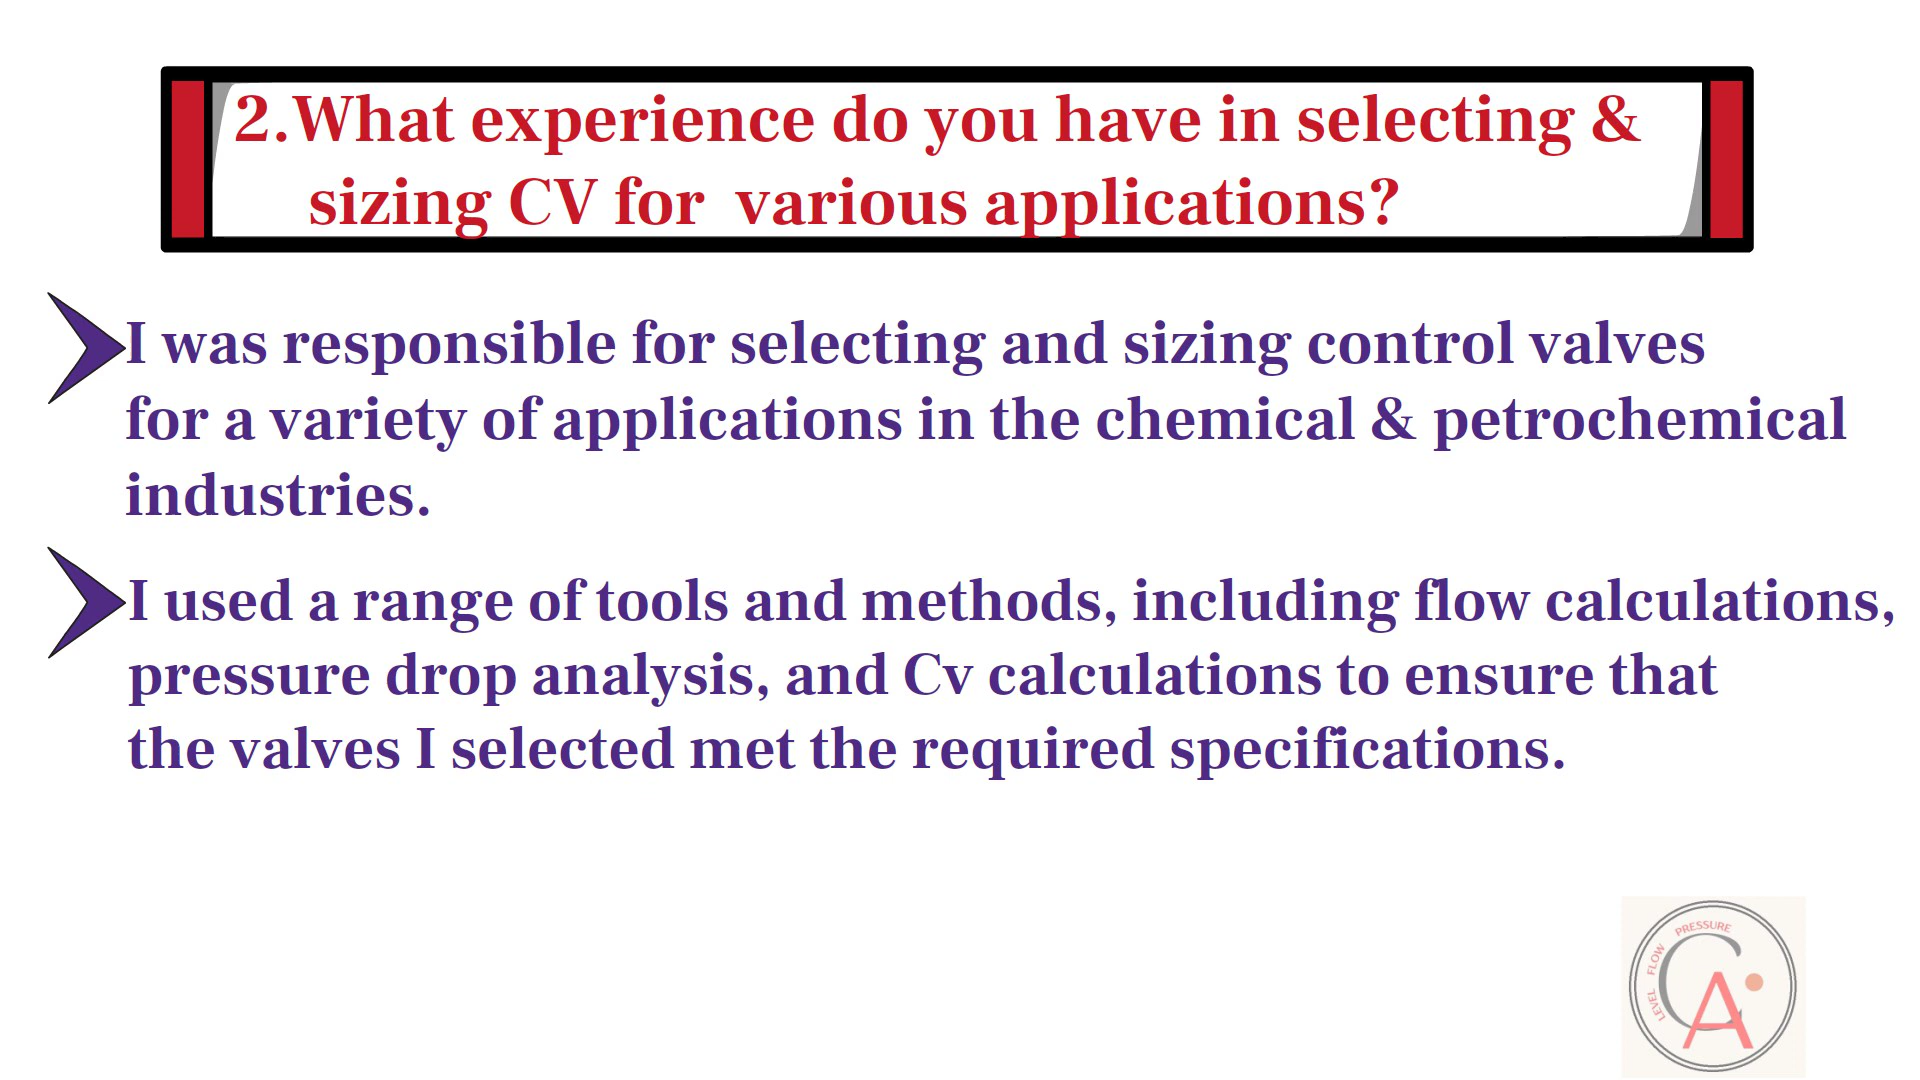 2.What experience do you have in selecting &
sizing CV for various applications?
I was responsible for selecting and sizing control valves
for a variety of applications in the chemical & petrochemical
industries.
I used a range of tools and methods, including flow calculations,
pressure drop analysis, and Cv calculations to ensure that
the valves I selected met the required specifications.
PRESSURE
FLOW
LEVEL
CA